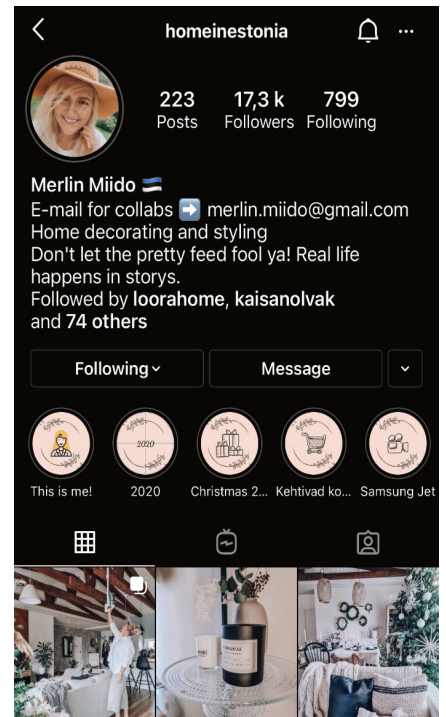 homeinestonia
223 17,3 k 799
Posts Followers Following
Merlin Miido 🇪🇪
E-mail for collabs ➡️ merlin.miido@gmail.com
Home decorating and styling
Don't let the pretty feed fool ya! Real life
happens in storys.
Followed by loorahome, kaisanolvak
and 74 others
Following Message
2020
This is me! 2020 Christmas 2... Kehtivad ko... Samsung Jet